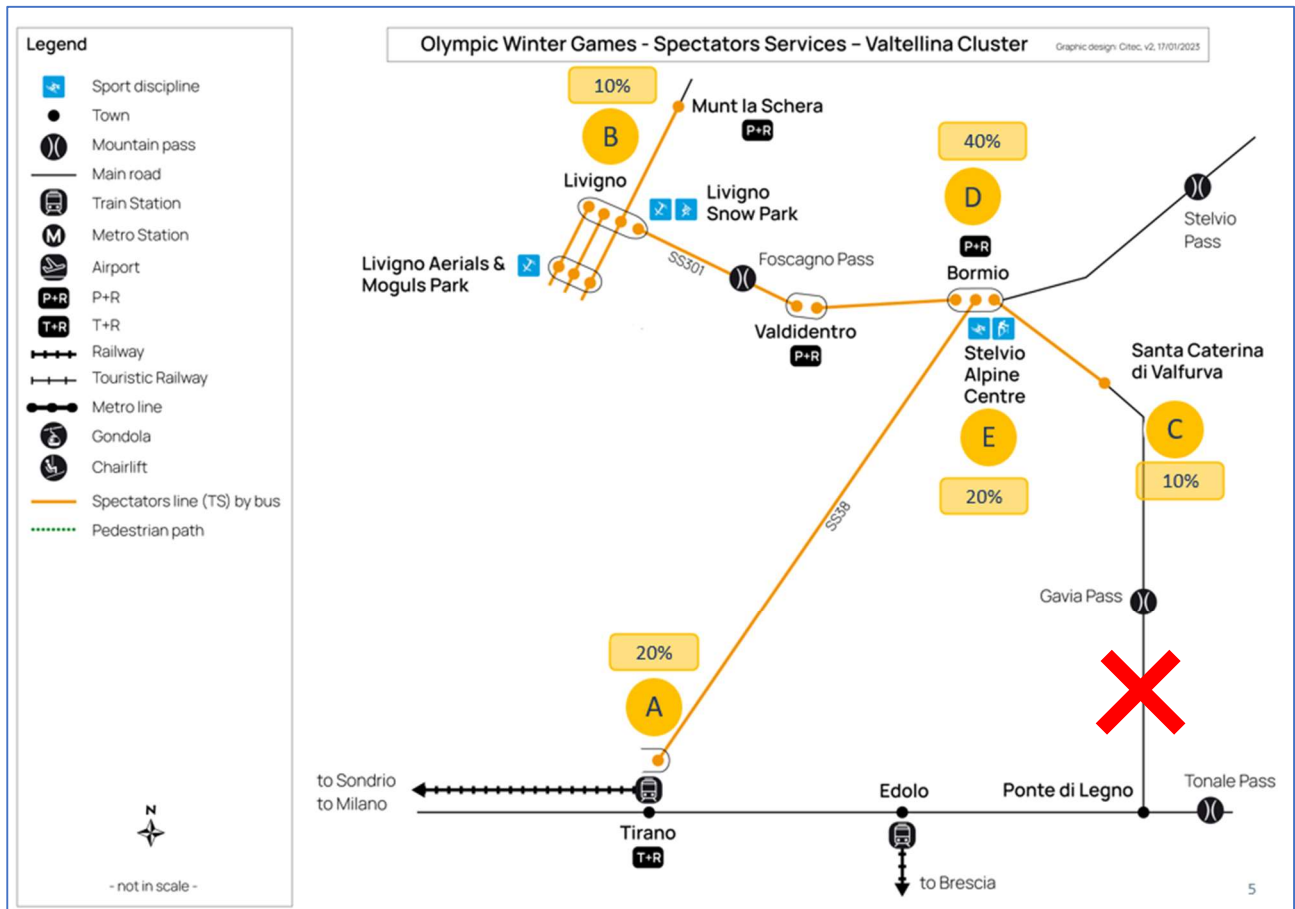 Legend
Sport discipline
Town
Mountain pass
Main road
Train Station
M
Metro Station
Airport
P+R
P+R
T+R
T+R
Railway
Touristic Railway
Metro line
Gondola
Chairlift
Spectators line (TS) by bus
Pedestrian path
N
- not in scale -
Olympic Winter Games - Spectators Services – Valtellina Cluster
Graphic design: Citec, v2, 17/01/2023
10%
B
Munt la Schera
P+R
Livigno
Livigno
Snow Park
Livigno Aerials &
Moguls Park
SS301
Foscagno Pass
Valdidentro
P+R
40%
D
P+R
Bormio
Stelvio
Pass
Stelvio
Alpine
Centre
E
20%
Santa Caterina
di Valfurva
C
10%
SS38
Gavia Pass
20%
A
to Sondrio
to Milano
Tirano
T+R
Edolo
to Brescia
Ponte di Legno
Tonale Pass
5